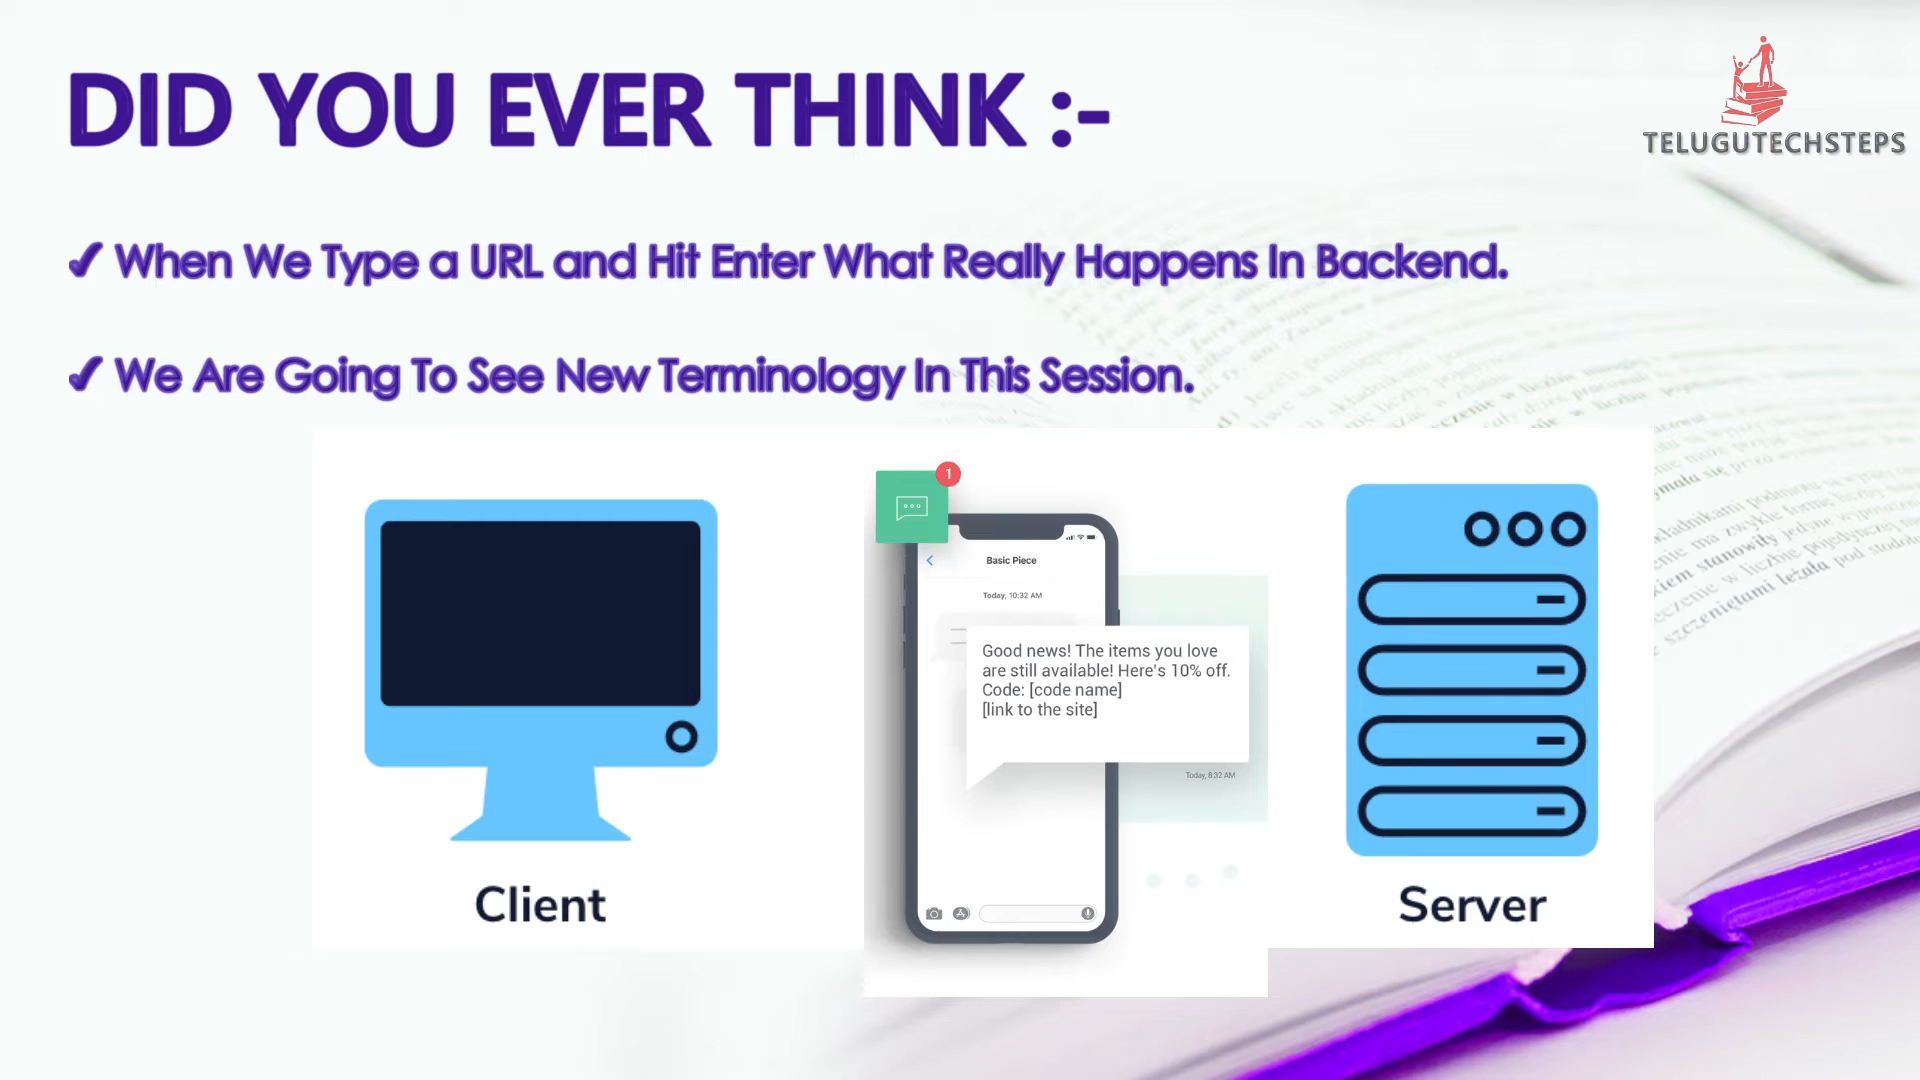 DID YOU EVER THINK :-
TELUGUTECHSTEPS
✔ When We Type a URL and Hit Enter What Really Happens In Backend.
✔ We Are Going To See New Terminology In This Session.
1
Basic Piece
Today, 10:32 AM
Good news! The items you love
are still available! Here's 10% off.
Code: [code name]
[link to the site]
Today, 8:32 AM
Client
Server